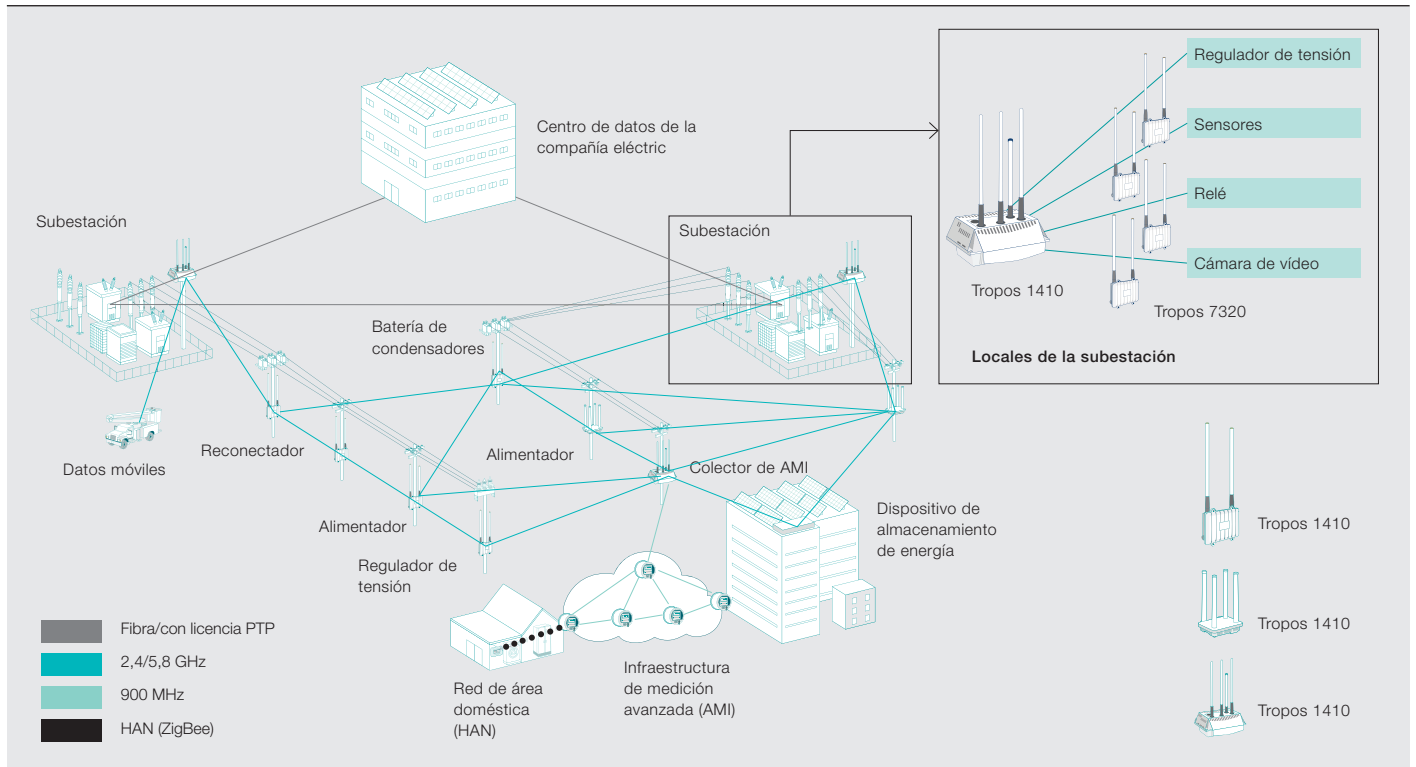 Centro de datos de la
compañía eléctric
Subestación
Subestación
Batería de
condensadores
Reconectador
Datos móviles
Alimentador
Alimentador
Colector de AMI
Regulador de
tensión
Dispositivo de
almacenamiento
de energía
Red de área
doméstica
(HAN)
Infraestructura
de medición
avanzada (AMI)
Fibra/con licencia PTP
2,4/5,8 GHz
900 MHz
HAN (ZigBee)
Regulador de tensión
Sensores
Relé
Cámara de vídeo
Tropos 1410
Tropos 7320
Locales de la subestación
Tropos 1410
Tropos 1410
Tropos 1410